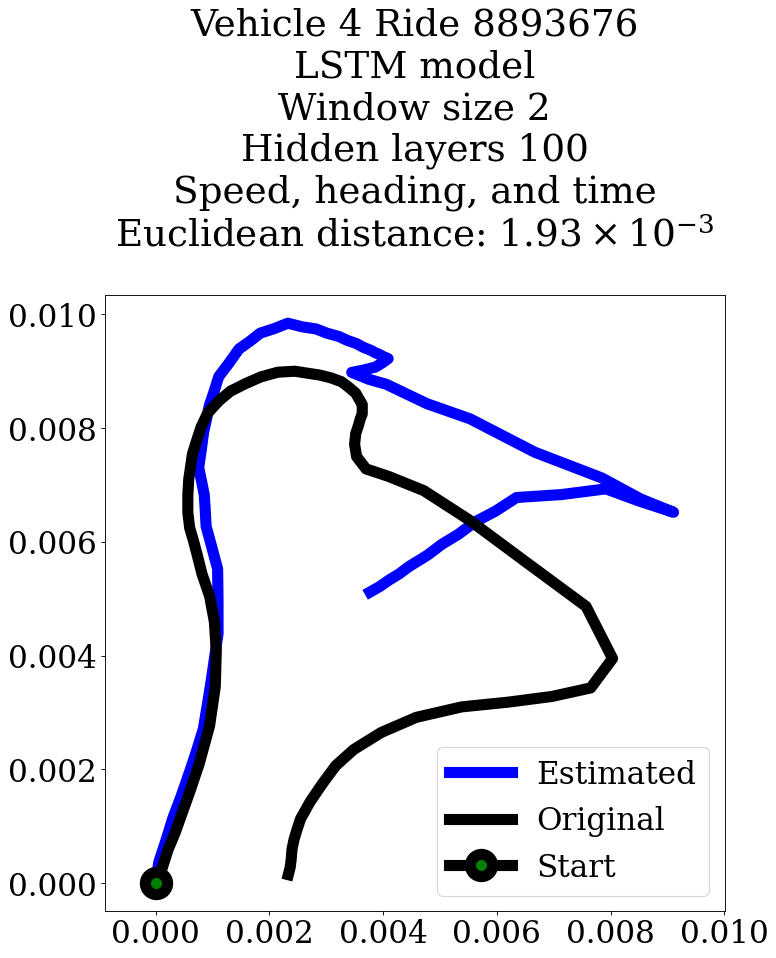 Vehicle 4 Ride 8893676
LSTM model
Window size 2
Hidden layers 100
Speed, heading, and time
Euclidean distance: 1.93 × 10⁻³
0.010
0.008
0.006
0.004
0.002
0.000
Estimated
Original
Start
0.000 0.002 0.004 0.006 0.008 0.010